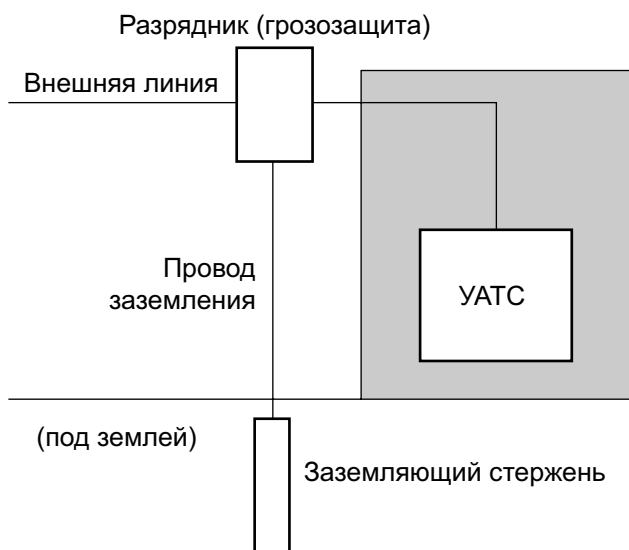 Разрядник (грозозащита)
Внешняя линия
Провод
заземления
УАТС
(под землей)
Заземляющий стержень